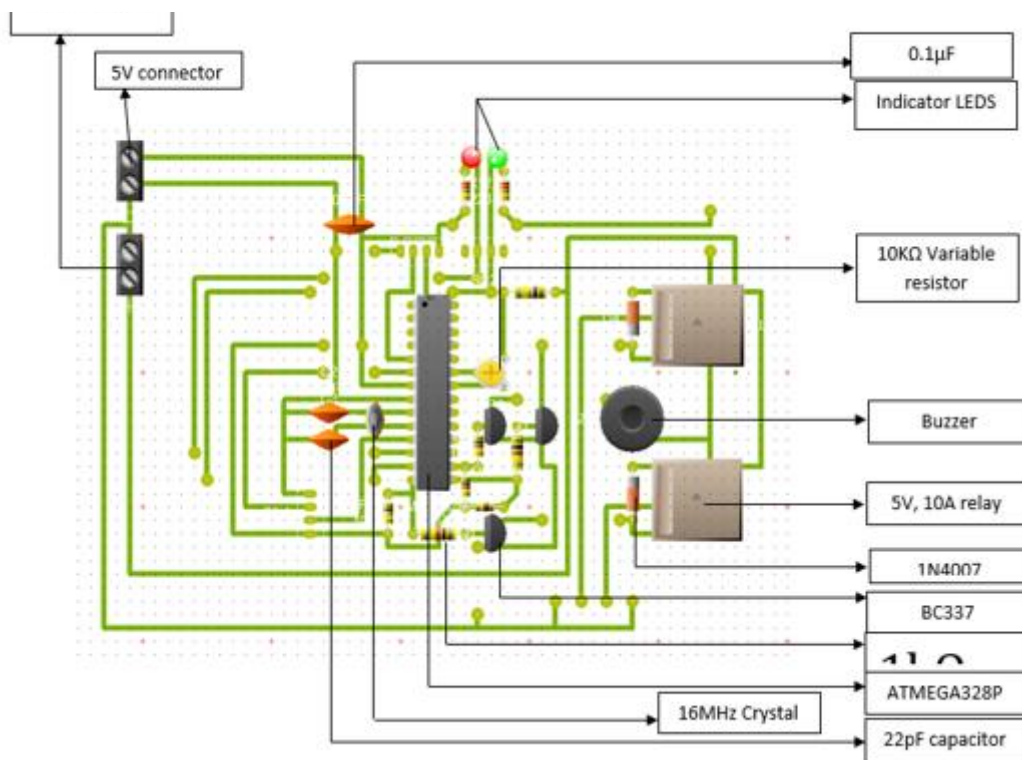 5V connector
0.1µF
Indicator LEDS
10KΩ Variable
resistor
Buzzer
5V, 10A relay
1N4007
BC337
ATMEGA328P
16MHz Crystal
22pF capacitor